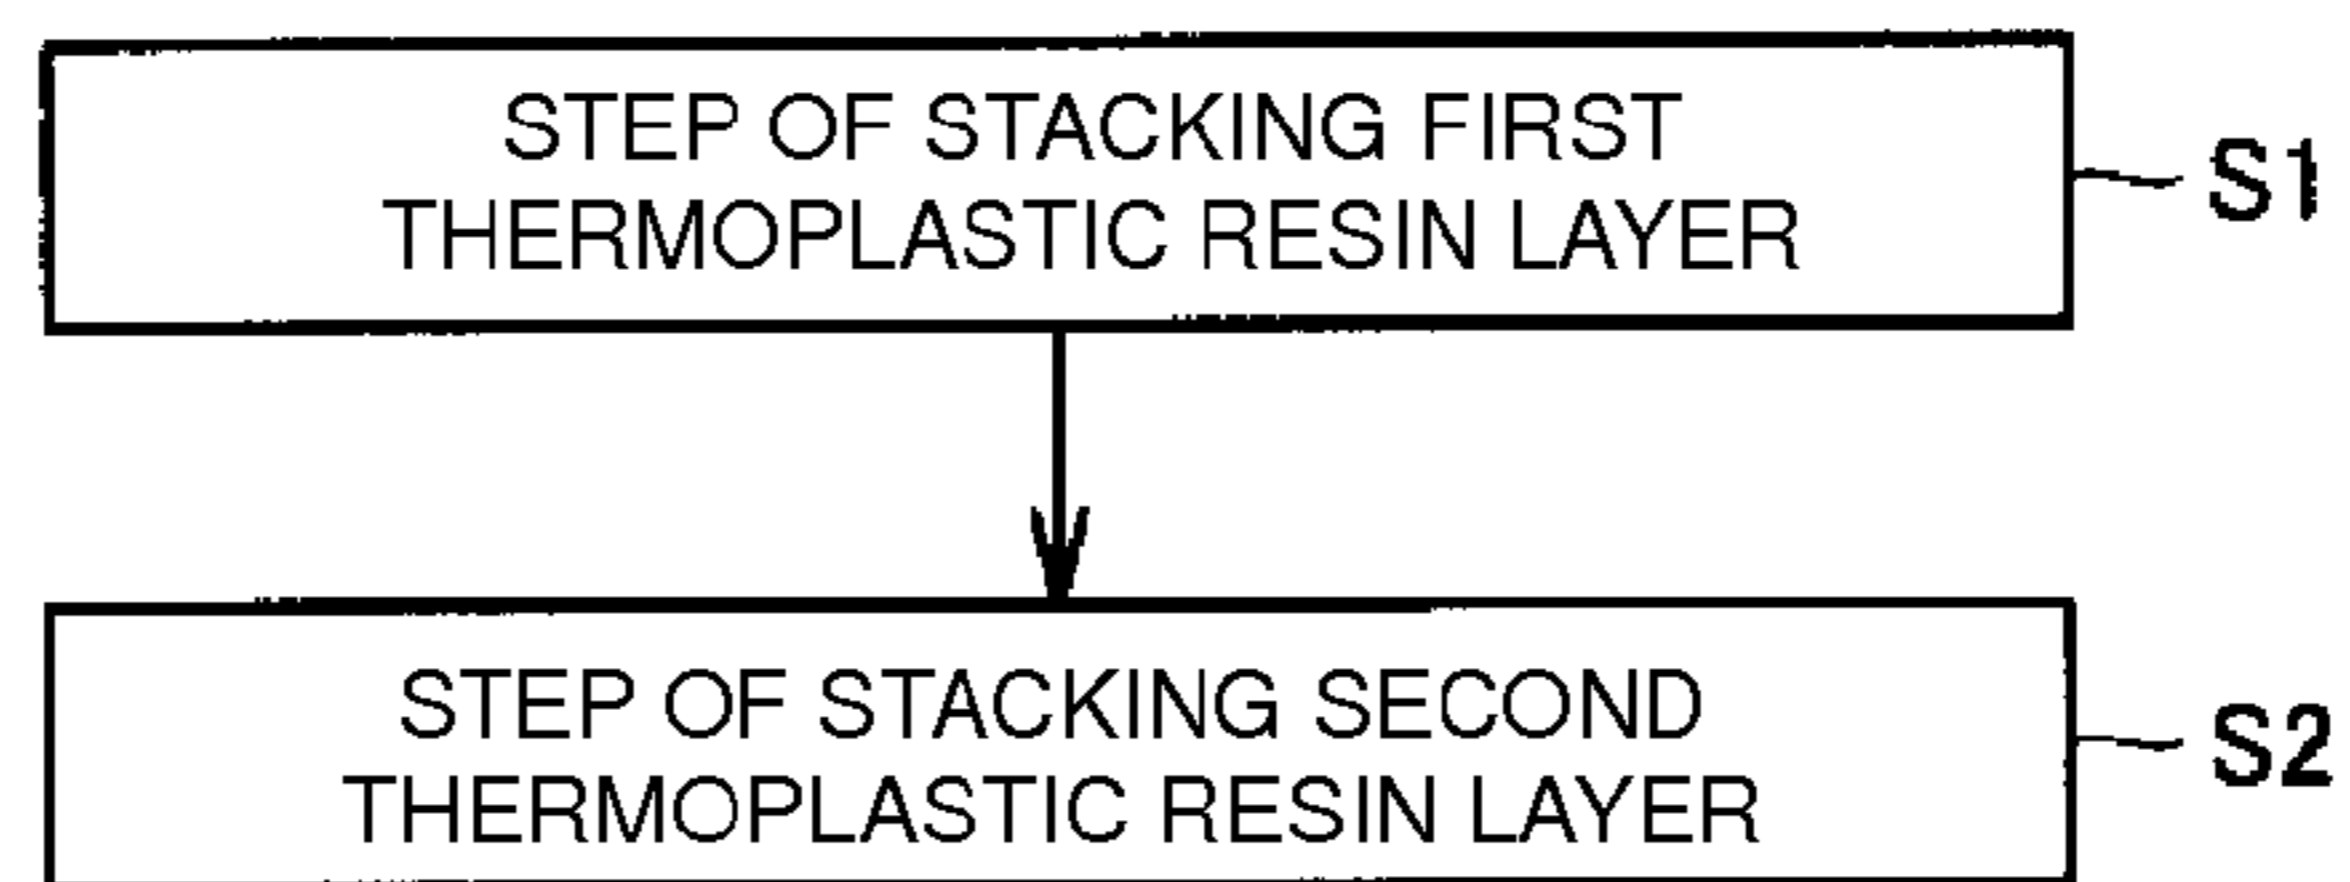 STEP OF STACKING FIRST
THERMOPLASTIC RESIN LAYER
S1
STEP OF STACKING SECOND
THERMOPLASTIC RESIN LAYER
S2